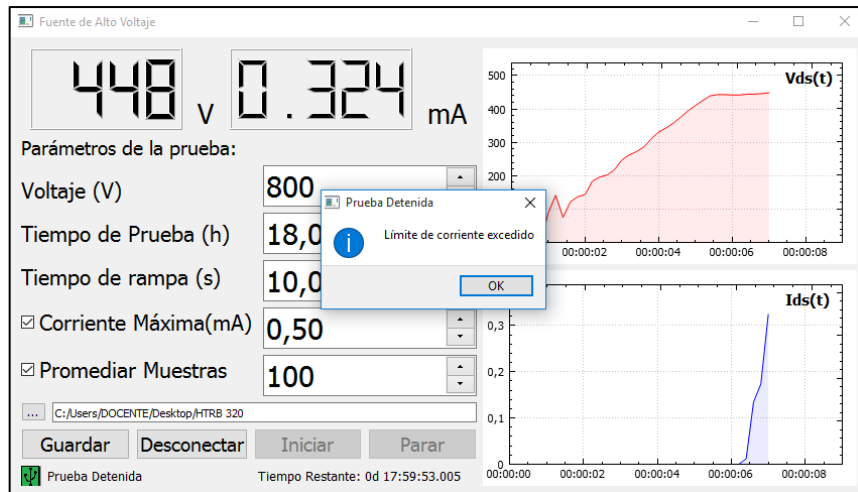 Fuente de Alto Voltaje
448 V 0.324 mA
Parámetros de la prueba:
Voltaje (V) 800
Tiempo de Prueba (h) 18,0
Tiempo de rampa (s) 10,0
Corriente Máxima(mA) 0,50
Promediar Muestras 100
... C:/Users/DOCENTE/Desktop/HTRB 320
Guardar Desconectar Iniciar Parar
Prueba Detenida Tiempo Restante: 0d 17:59:53.005
Prueba Detenida
Límite de corriente excedido
OK
Vds(t)
500
400
300
200
00:00:02 00:00:04 00:00:06 00:00:08
Ids(t)
0,3
0,2
0,1
0
00:00:00 00:00:02 00:00:04 00:00:06 00:00:08